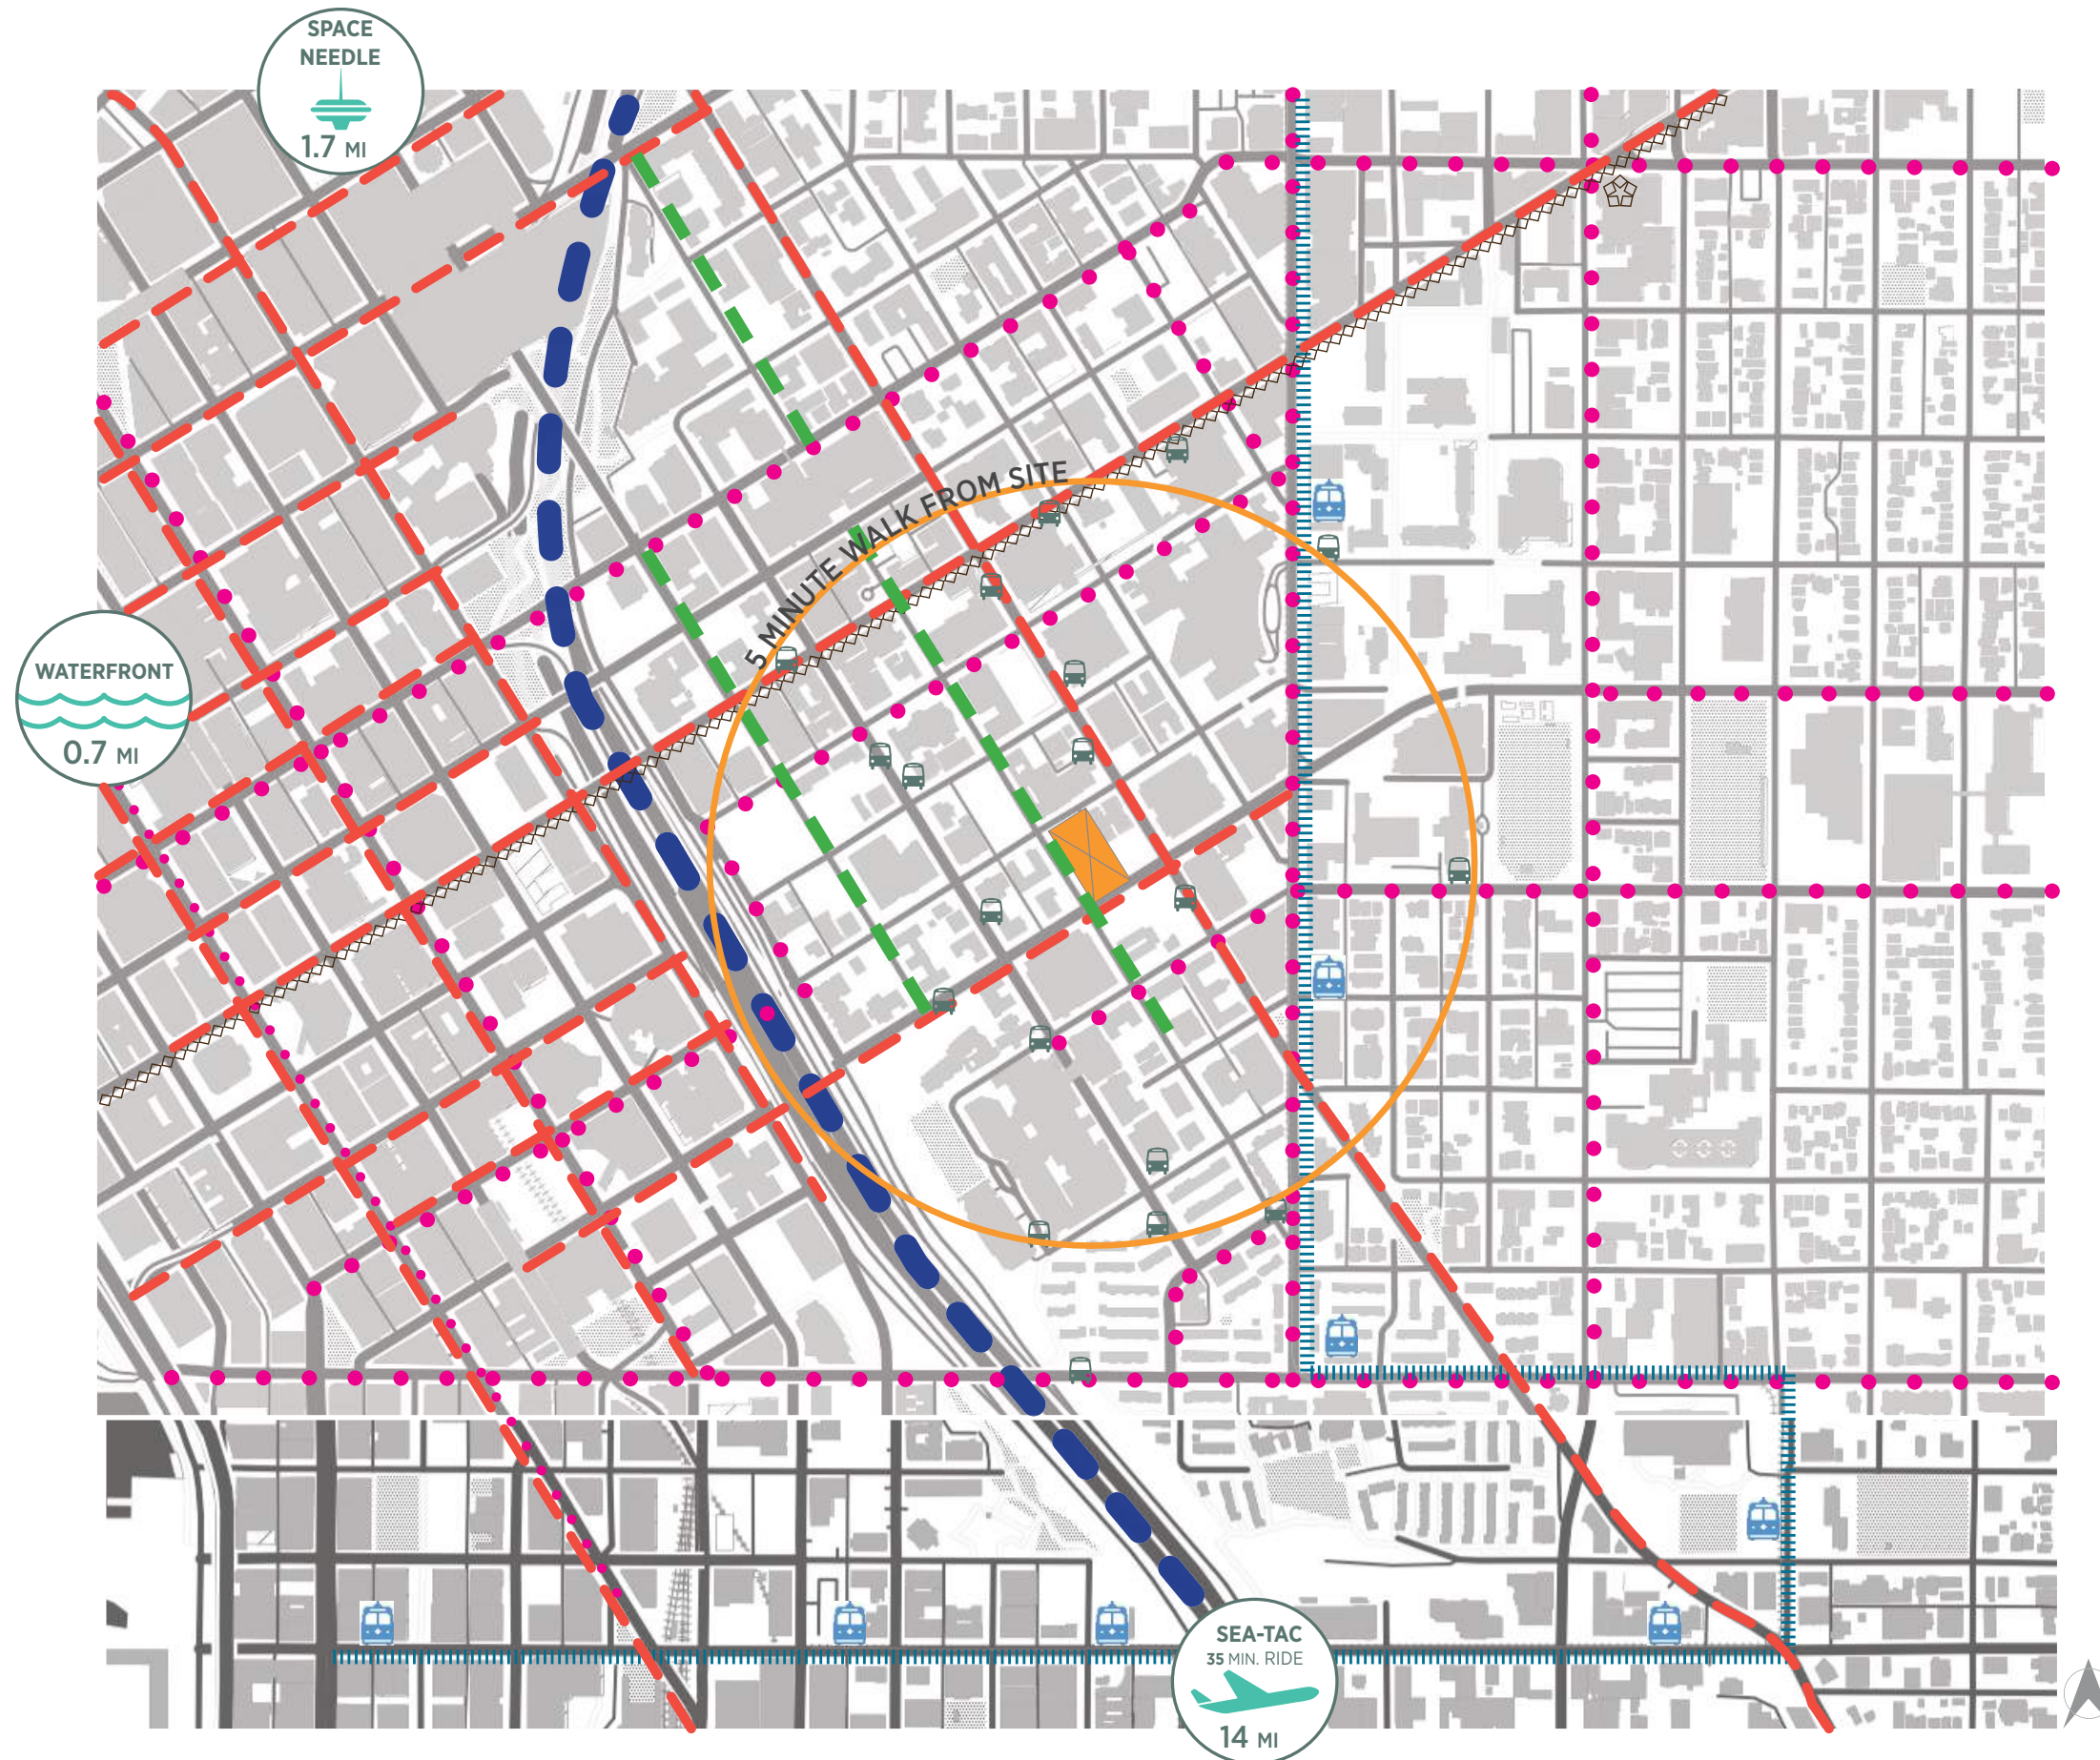 SPACE
NEEDLE
1.7 MI
5 MINUTE WALK FROM SITE
WATERFRONT
0.7 MI
SEA-TAC
35 MIN. RIDE
14 MI